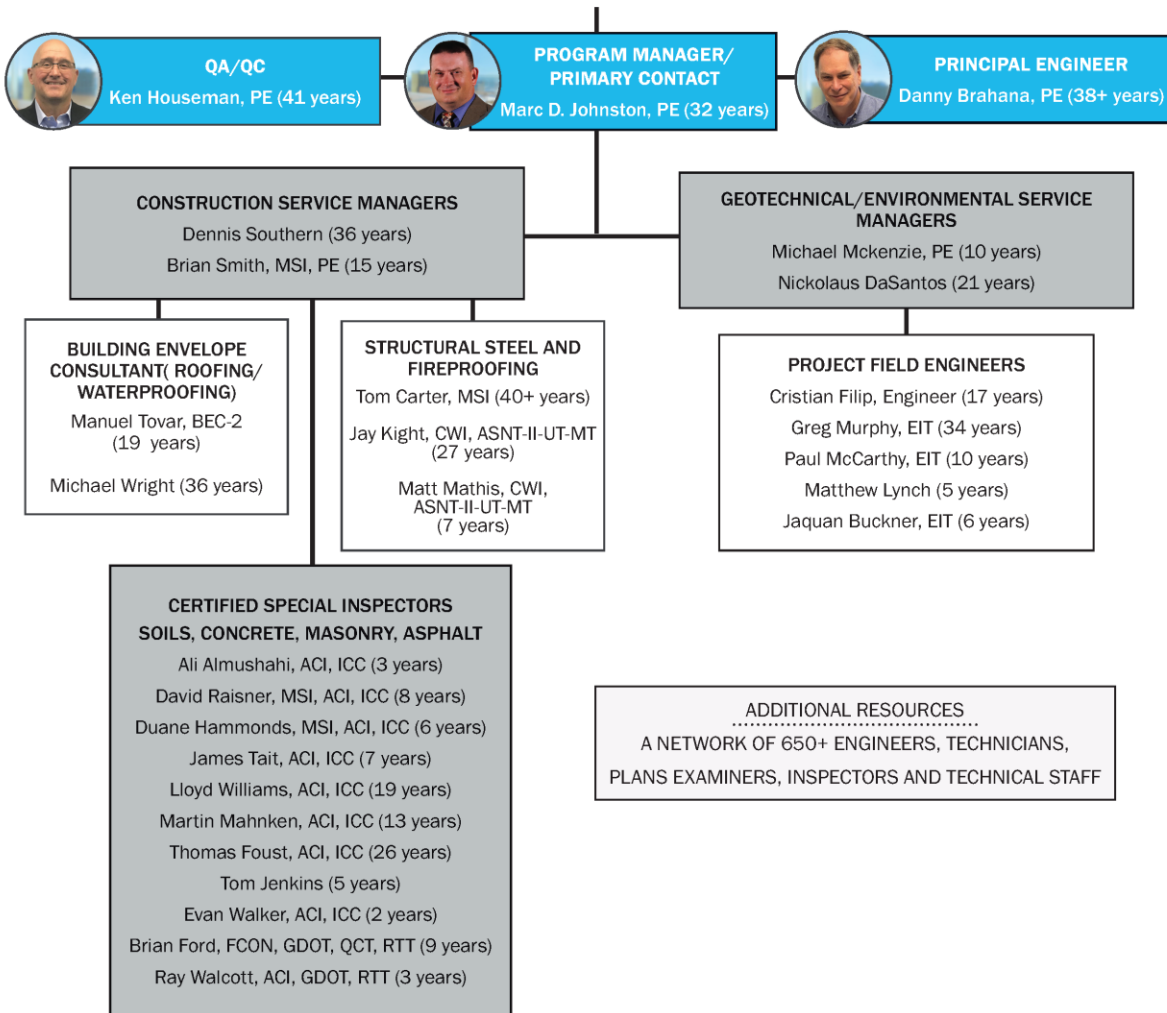 QA/QC
Ken Houseman, PE (41 years)
PROGRAM MANAGER/
PRIMARY CONTACT
Marc D. Johnston, PE (32 years)
PRINCIPAL ENGINEER
Danny Brahana, PE (38+ years)
CONSTRUCTION SERVICE MANAGERS
Dennis Southern (36 years)
Brian Smith, MSI, PE (15 years)
GEOTECHNICAL/ENVIRONMENTAL SERVICE
MANAGERS
Michael Mckenzie, PE (10 years)
Nickolaus DaSantos (21 years)
BUILDING ENVELOPE
CONSULTANT( ROOFING/
WATERPROOFING)
Manuel Tovar, BEC-2
(19 years)
Michael Wright (36 years)
STRUCTURAL STEEL AND
FIREPROOFING
Tom Carter, MSI (40+ years)
Jay Kight, CWI, ASNT-II-UT-MT
(27 years)
Matt Mathis, CWI,
ASNT-II-UT-MT
(7 years)
PROJECT FIELD ENGINEERS
Cristian Filip, Engineer (17 years)
Greg Murphy, EIT (34 years)
Paul McCarthy, EIT (10 years)
Matthew Lynch (5 years)
Jaquan Buckner, EIT (6 years)
CERTIFIED SPECIAL INSPECTORS
SOILS, CONCRETE, MASONRY, ASPHALT
Ali Almushahi, ACI, ICC (3 years)
David Raisner, MSI, ACI, ICC (8 years)
Duane Hammonds, MSI, ACI, ICC (6 years)
James Tait, ACI, ICC (7 years)
Lloyd Williams, ACI, ICC (19 years)
Martin Mahnken, ACI, ICC (13 years)
Thomas Foust, ACI, ICC (26 years)
Tom Jenkins (5 years)
Evan Walker, ACI, ICC (2 years)
Brian Ford, FCON, GDOT, QCT, RTT (9 years)
Ray Walcott, ACI, GDOT, RTT (3 years)
ADDITIONAL RESOURCES
A NETWORK OF 650+ ENGINEERS, TECHNICIANS,
PLANS EXAMINERS, INSPECTORS AND TECHNICAL STAFF